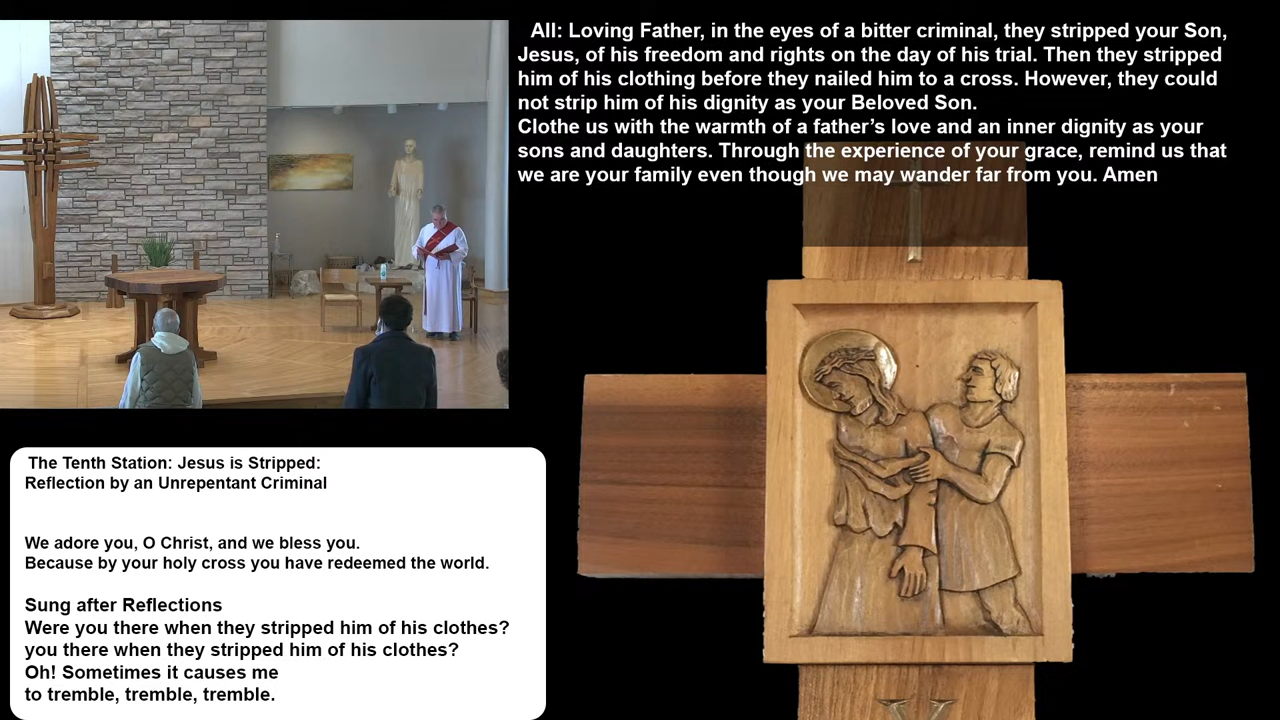 All: Loving Father, in the eyes of a bitter criminal, they stripped your Son,
Jesus, of his freedom and rights on the day of his trial. Then they stripped
him of his clothing before they nailed him to a cross. However, they could
not strip him of his dignity as your Beloved Son.
Clothe us with the warmth of a father’s love and an inner dignity as your
sons and daughters. Through the experience of your grace, remind us that
we are your family even though we may wander far from you. Amen
The Tenth Station: Jesus is Stripped:
Reflection by an Unrepentant Criminal
We adore you, O Christ, and we bless you.
Because by your holy cross you have redeemed the world.
Sung after Reflections
Were you there when they stripped him of his clothes?
you there when they stripped him of his clothes?
Oh! Sometimes it causes me
to tremble, tremble, tremble.